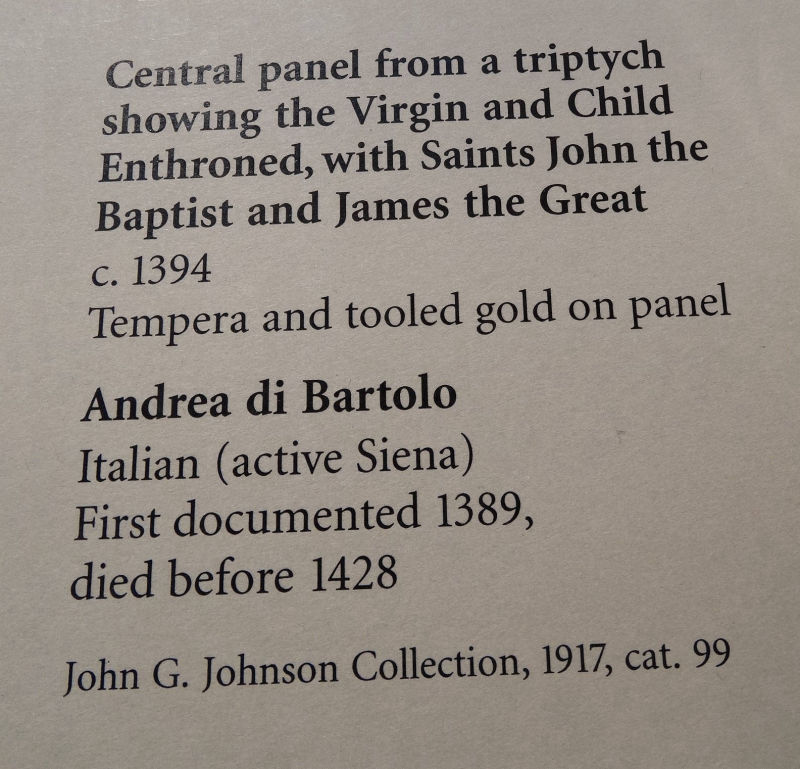 Central panel from a triptych
showing the Virgin and Child
Enthroned, with Saints John the
Baptist and James the Great
c. 1394
Tempera and tooled gold on panel
Andrea di Bartolo
Italian (active Siena)
First documented 1389,
died before 1428
John G. Johnson Collection, 1917, cat. 99